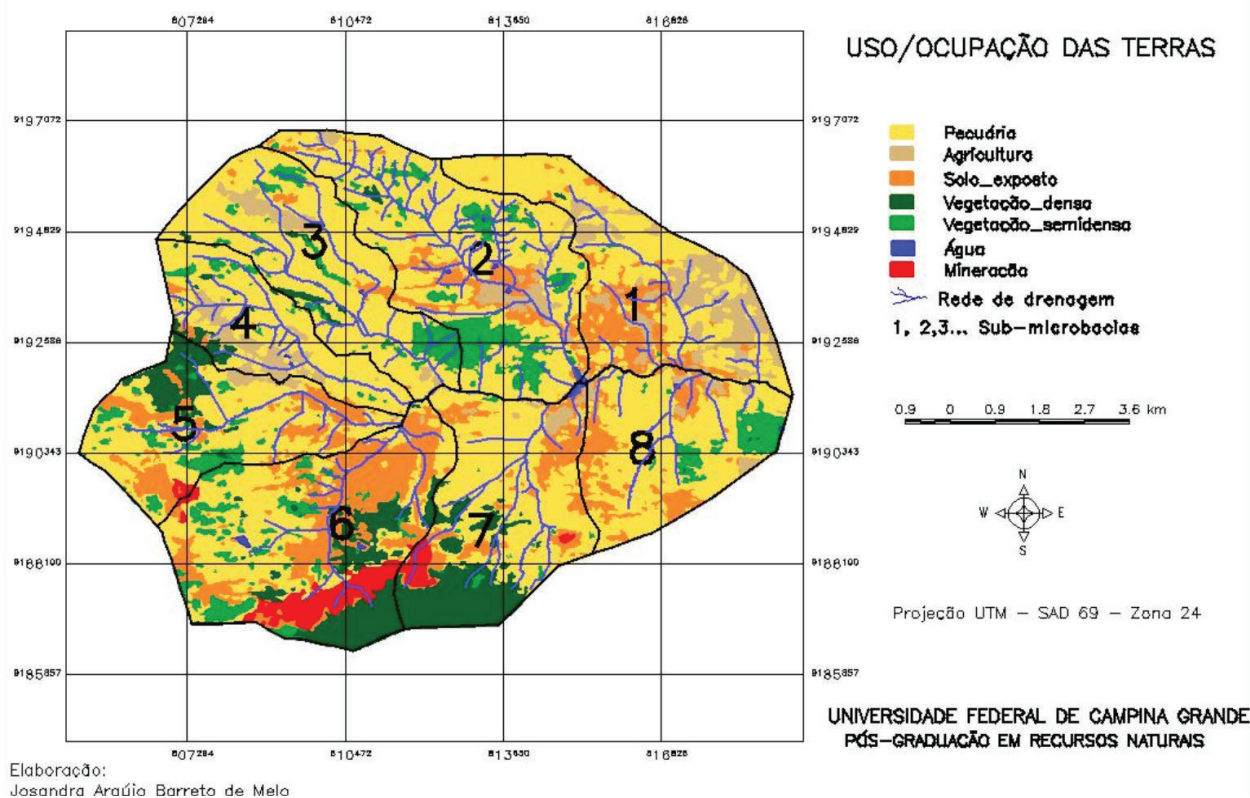 807284 810472 813650 816828
USO/OCUPAÇÃO DAS TERRAS
9197072 9197072
Pecuária
Agricultura
Solo_exposto
Vegetação_densa
Vegetação_semidensa
Água
Mineração
Rede de drenagem
1, 2,3... Sub-microbacias
9194829 9194829
3
2
1
4
9192586 9192586
0.9 0 0.9 1.8 2.7 3.6 km
5
8
9190343 9190343
6
7
N
W E
S
9188100 9188100
Projeção UTM – SAD 69 – Zona 24
9185857 9185857
UNIVERSIDADE FEDERAL DE CAMPINA GRANDE
PÓS–GRADUAÇÃO EM RECURSOS NATURAIS
807284 810472 813650 816828
Elaboração:
Josandra Araújo Barreto de Melo